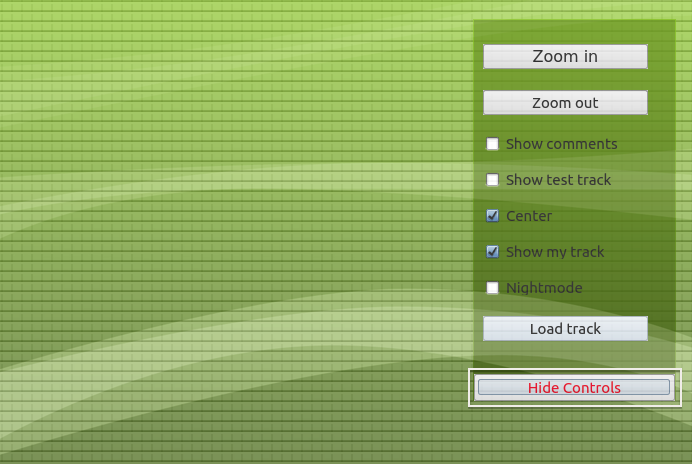 Zoom in
Zoom out
Show comments
Show test track
Center
Show my track
Nightmode
Load track
Hide Controls